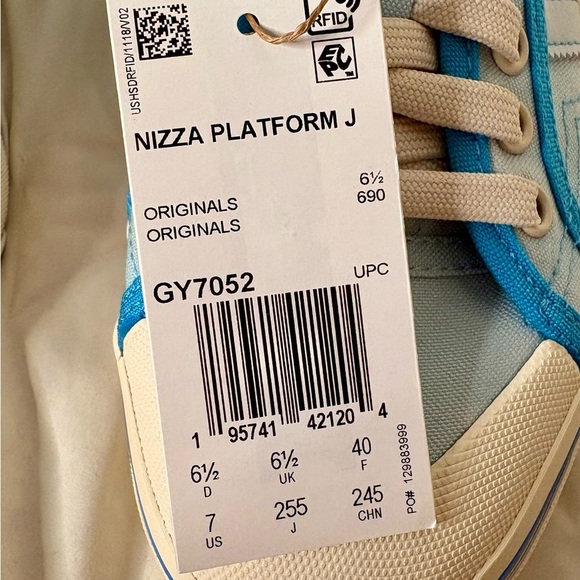 USHSDRFID/1118/V02
RFID
EPC™
NIZZA PLATFORM J
6½
ORIGINALS 690
ORIGINALS
GY7052 UPC
1 95741 42120 4
6½ 6½ 40
D UK F
7 255 245
US J CHN
PO# 129883999